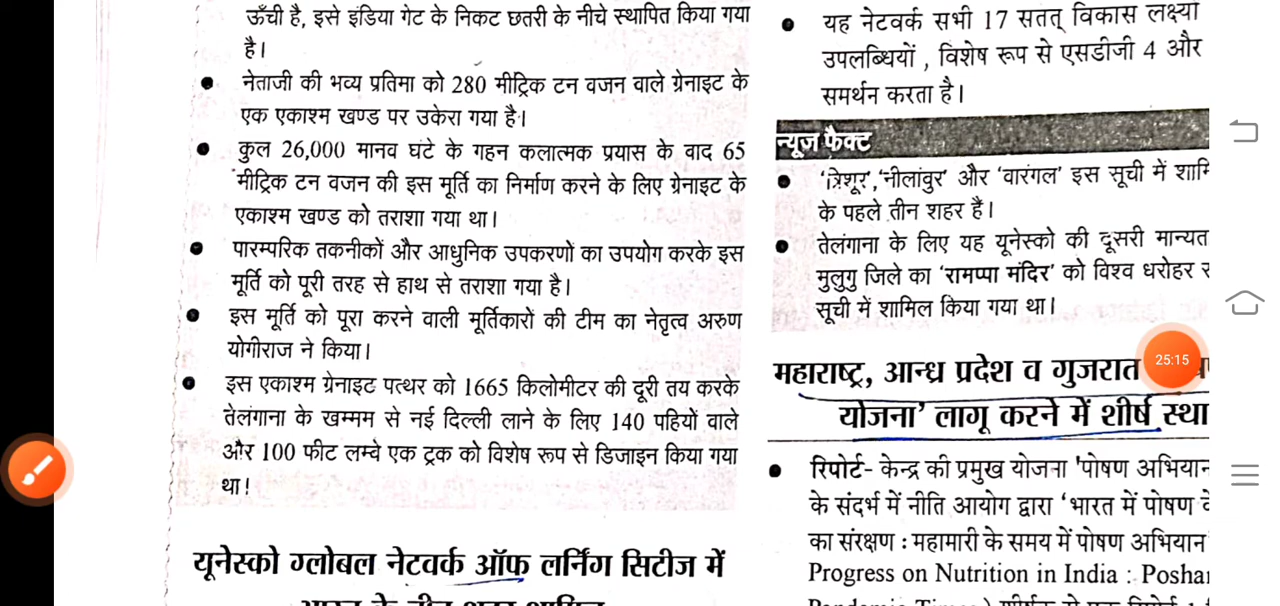 ऊँची है, इसे इंडिया गेट के निकट छतरी के नीचे स्थापित किया गया
है।
नेताजी की भव्य प्रतिमा को 280 मीट्रिक टन वजन वाले ग्रेनाइट के
एक एकाश्म खण्ड पर उकेरा गया है।
कुल 26,000 मानव घंटे के गहन कलात्मक प्रयास के बाद 65
मीट्रिक टन वजन की इस मूर्ति का निर्माण करने के लिए ग्रेनाइट के
एकाश्म खण्ड को तराशा गया था।
पारम्परिक तकनीकों और आधुनिक उपकरणों का उपयोग करके इस
मूर्ति को पूरी तरह से हाथ से तराशा गया है।
इस मूर्ति को पूरा करने वाली मूर्तिकारों की टीम का नेतृत्व अरुण
योगीराज ने किया।
इस एकाश्म ग्रेनाइट पत्थर को 1665 किलोमीटर की दूरी तय करके
तेलंगाना के खम्मम से नई दिल्ली लाने के लिए 140 पहियों वाले
और 100 फीट लम्वे एक ट्रक को विशेष रूप से डिजाइन किया गया
था!
यूनेस्को ग्लोबल नेटवर्क ऑफ लर्निंग सिटीज में
यह नेटवर्क सभी 17 सतत् विकास लक्ष्यों
उपलब्धियों, विशेष रूप से एसडीजी 4 और
समर्थन करता है।
न्यूज फैक्ट
'त्रिशूर','नीलांवुर' और 'वारंगल' इस सूची में
के पहले तीन शहर है।
तेलंगाना के लिए यह यूनेस्को की दूसरी
मुलुगु जिले का 'रामप्पा मंदिर' को विश्व धरोहर
सूची में शामिल किया गया था।
25:15
महाराष्ट्र, आन्ध्र प्रदेश व गुजरात
योजना' लागू करने में शीर्ष
रिपोर्ट- केन्द्र की प्रमुख योजना 'पोषण अभियान
के संदर्भ में नीति आयोग द्वारा 'भारत में पोषण
का संरक्षण : महामारी के समय में पोषण अभियान
Progress on Nutrition in India :